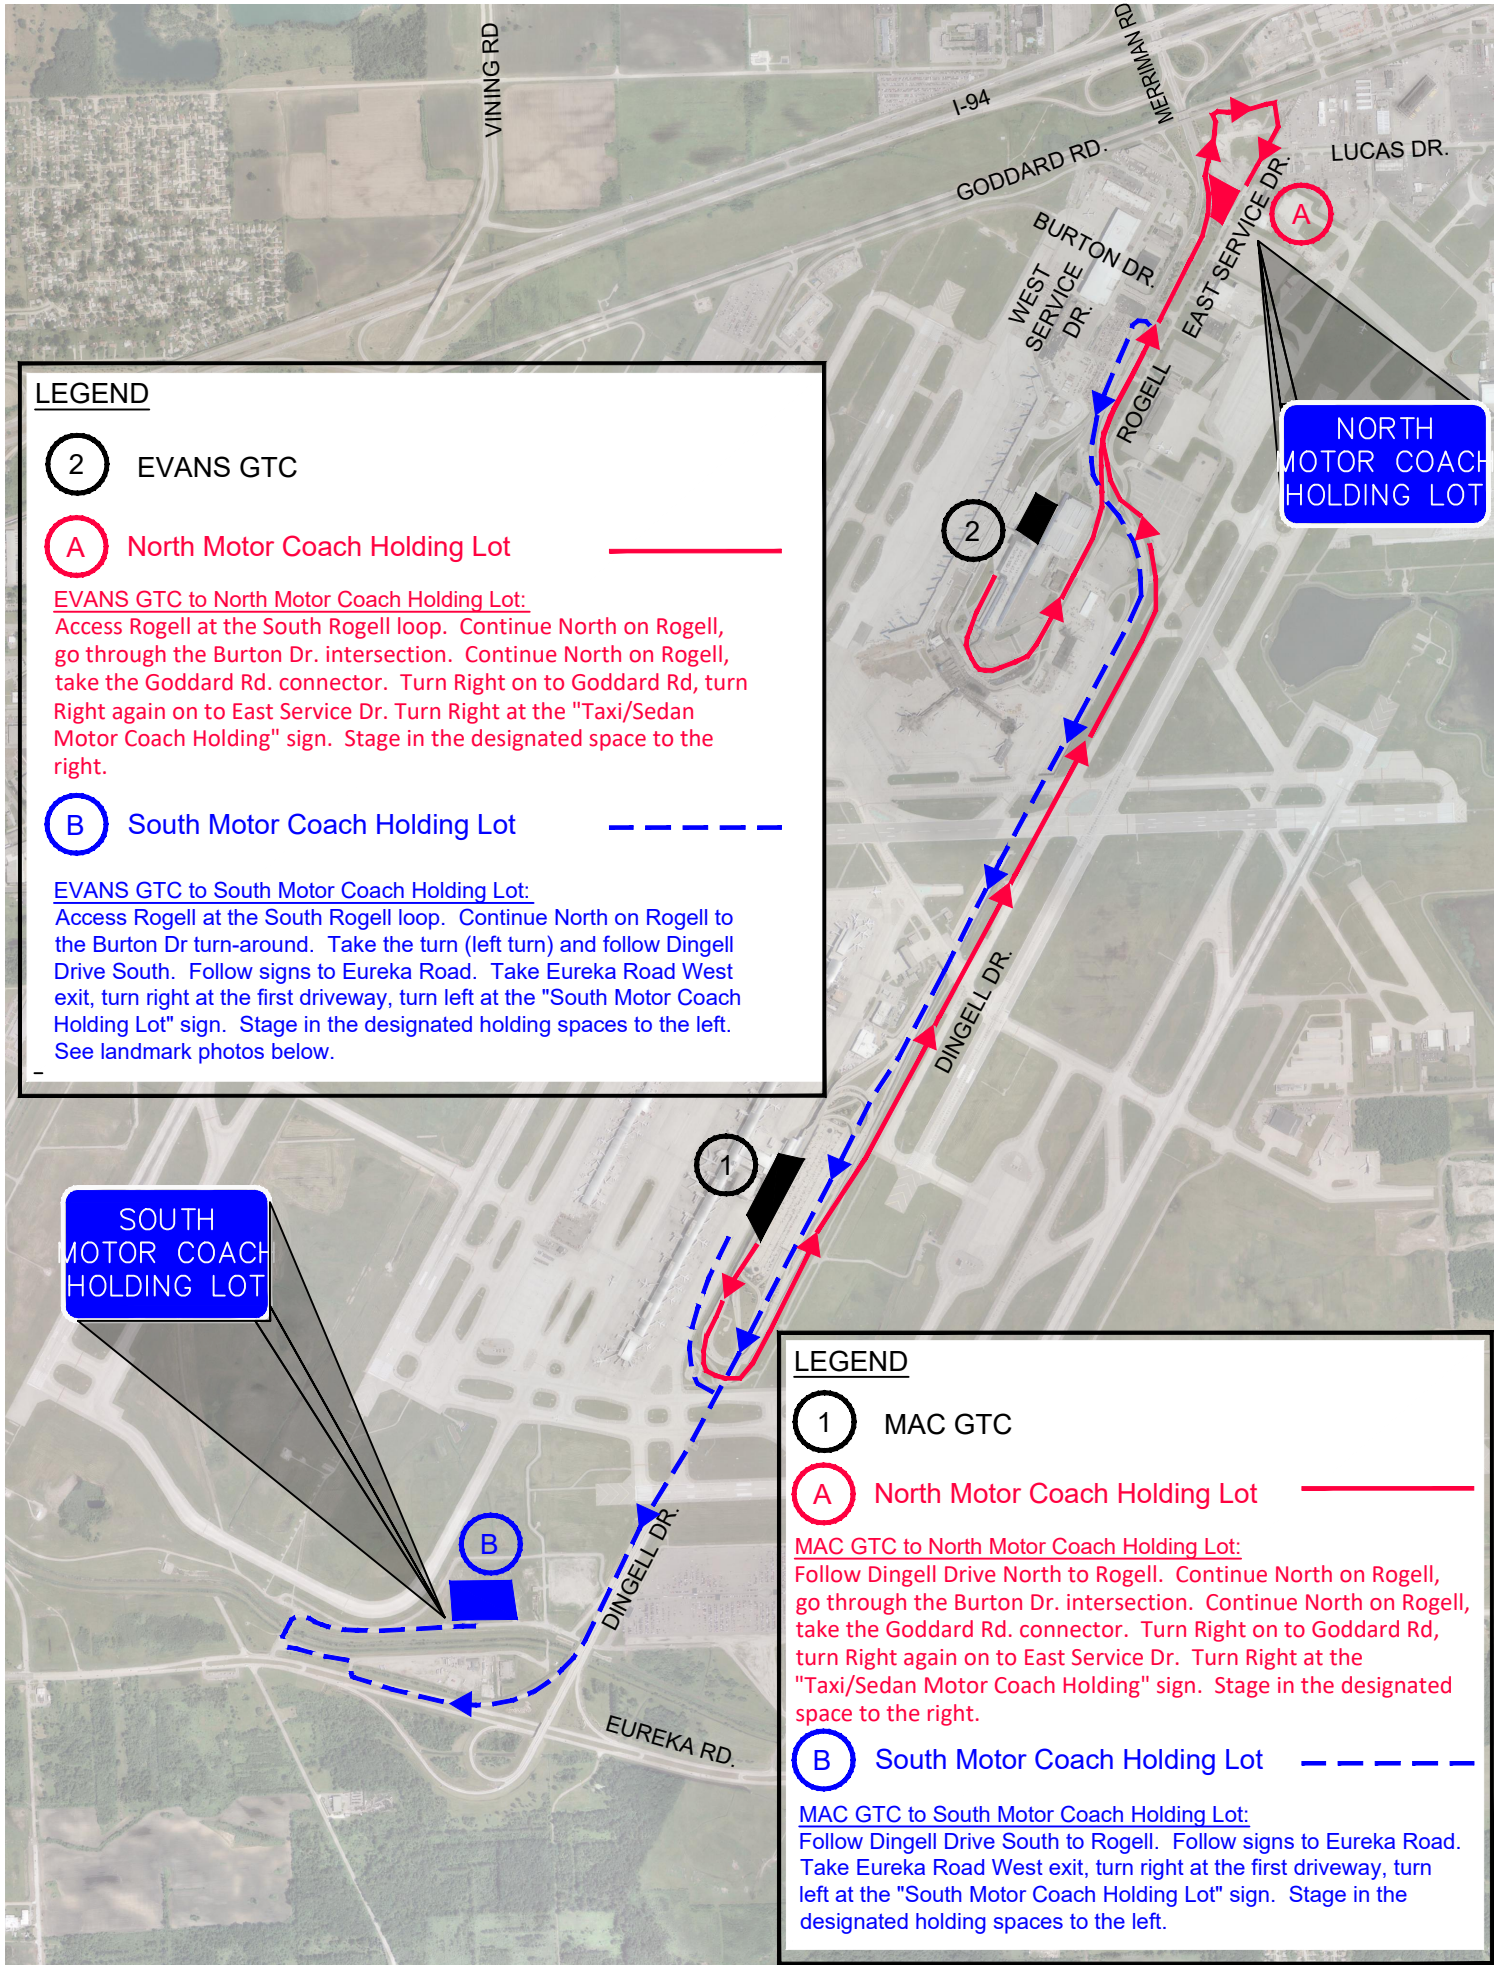 VINING RD
MERRIMAN RD
I-94
GODDARD RD.
LUCAS DR.
BURTON DR.
WEST
SERVICE
DR.
EAST SERVICE DR.
A
ROGELL
NORTH
MOTOR COACH
HOLDING LOT
2
LEGEND
2 EVANS GTC
A North Motor Coach Holding Lot
EVANS GTC to North Motor Coach Holding Lot:
Access Rogell at the South Rogell loop. Continue North on Rogell,
go through the Burton Dr. intersection. Continue North on Rogell,
take the Goddard Rd. connector. Turn Right on to Goddard Rd, turn
Right again on to East Service Dr. Turn Right at the "Taxi/Sedan
Motor Coach Holding" sign. Stage in the designated space to the
right.
B South Motor Coach Holding Lot
EVANS GTC to South Motor Coach Holding Lot:
Access Rogell at the South Rogell loop. Continue North on Rogell to
the Burton Dr turn-around. Take the turn (left turn) and follow Dingell
Drive South. Follow signs to Eureka Road. Take Eureka Road West
exit, turn right at the first driveway, turn left at the "South Motor Coach
Holding Lot" sign. Stage in the designated holding spaces to the left.
See landmark photos below.
DINGELL DR.
1
SOUTH
MOTOR COACH
HOLDING LOT
B
DINGELL DR.
EUREKA RD.
LEGEND
1 MAC GTC
A North Motor Coach Holding Lot
MAC GTC to North Motor Coach Holding Lot:
Follow Dingell Drive North to Rogell. Continue North on Rogell,
go through the Burton Dr. intersection. Continue North on Rogell,
take the Goddard Rd. connector. Turn Right on to Goddard Rd,
turn Right again on to East Service Dr. Turn Right at the
"Taxi/Sedan Motor Coach Holding" sign. Stage in the designated
space to the right.
B South Motor Coach Holding Lot
MAC GTC to South Motor Coach Holding Lot:
Follow Dingell Drive South to Rogell. Follow signs to Eureka Road.
Take Eureka Road West exit, turn right at the first driveway, turn
left at the "South Motor Coach Holding Lot" sign. Stage in the
designated holding spaces to the left.